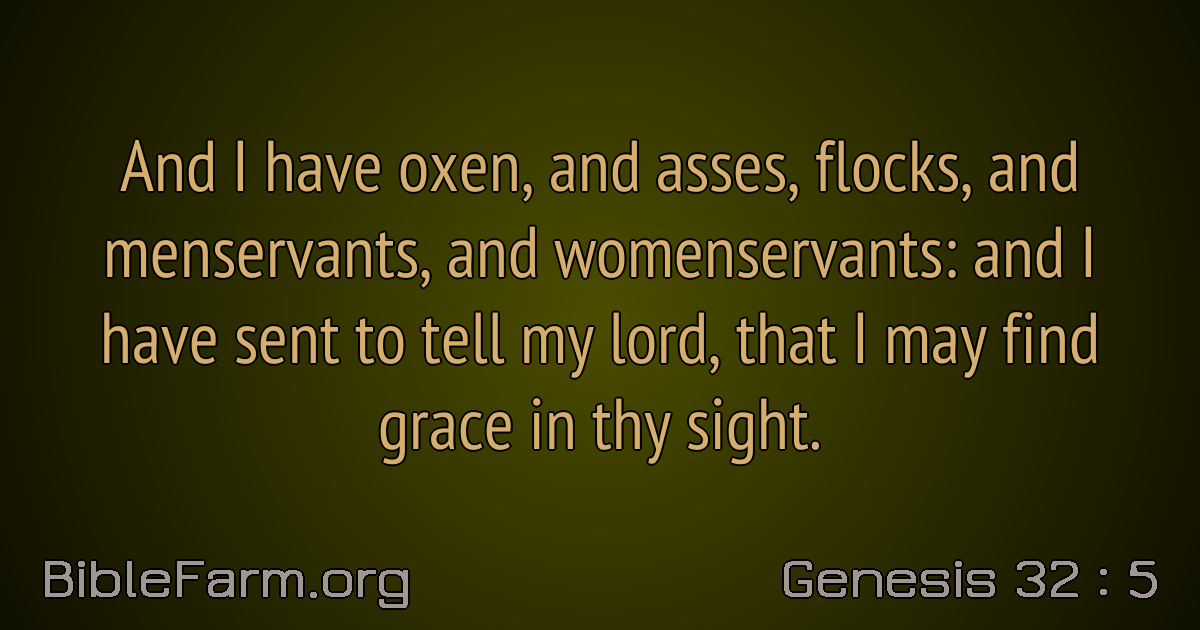 And I have oxen, and asses, flocks, and
menservants, and womenservants: and I
have sent to tell my lord, that I may find
grace in thy sight.
BibleFarm.org
Genesis 32 : 5